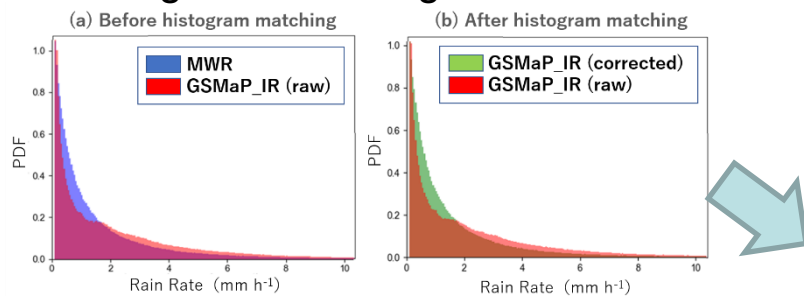 (a) Before histogram matching
(b) After histogram matching
MWR
GSMaP_IR (raw)
GSMaP_IR (corrected)
GSMaP_IR (raw)
PDF
1.0
0.8
0.6
0.4
0.2
0.0
0
2
4
6
8
10
Rain Rate (mm h-1)
PDF
1.0
0.8
0.6
0.4
0.2
0.0
0
2
4
6
8
10
Rain Rate (mm h-1)